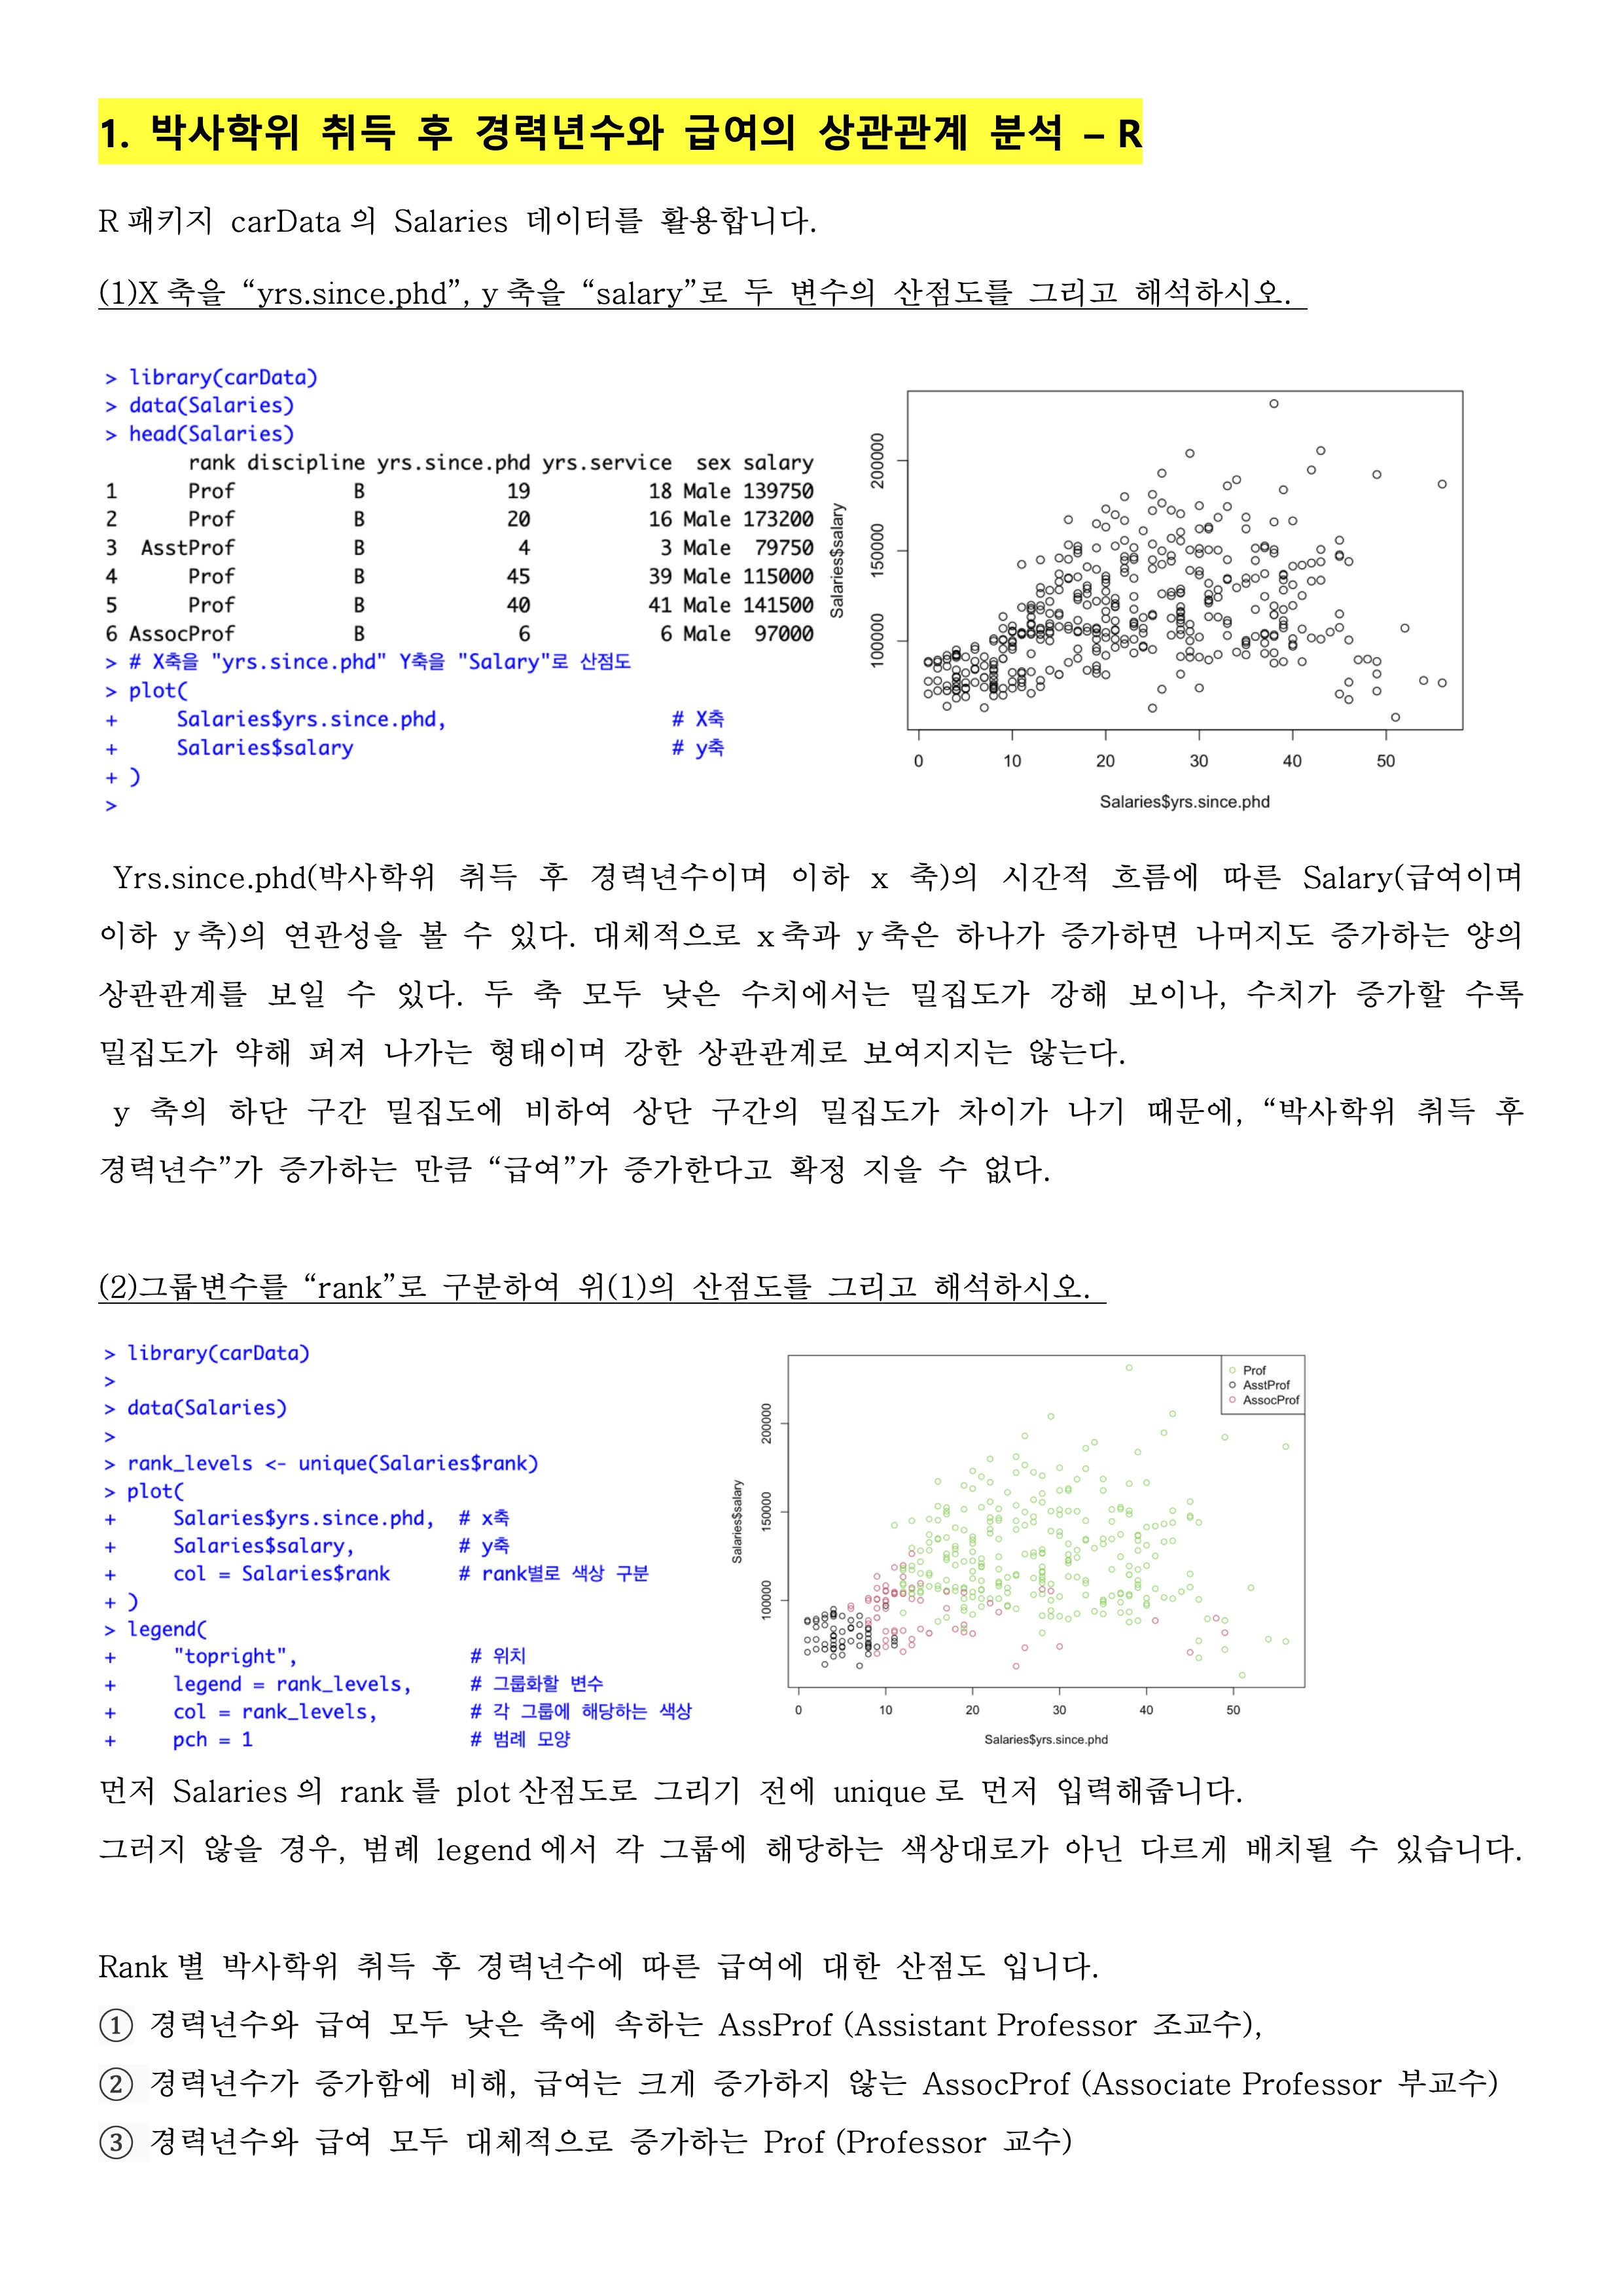 1. 박사학위 취득 후 경력년수와 급여의 상관관계 분석 – R
R 패키지 carData 의 Salaries 데이터를 활용합니다.
(1)X 축을 “yrs.since.phd”, y 축을 “salary”로 두 변수의 산점도를 그리고 해석하시오.
> library(carData)
> data(Salaries)
> head(Salaries)
rank discipline yrs.since.phd yrs.service sex salary
1 Prof B 19 18 Male 139750
2 Prof B 20 16 Male 173200
3 AsstProf B 4 3 Male 79750
4 Prof B 45 39 Male 115000
5 Prof B 40 41 Male 141500
6 AssocProf B 6 6 Male 97000
> # X축을 "yrs.since.phd" Y축을 "Salary"로 산점도
> plot(
+ Salaries$yrs.since.phd, # X축
+ Salaries$salary # y축
+ )
>
Salaries$salary
200000
150000
100000
0 10 20 30 40 50
Salaries$yrs.since.phd
Yrs.since.phd(박사학위 취득 후 경력년수이며 이하 x 축)의 시간적 흐름에 따른 Salary(급여이며
이하 y 축)의 연관성을 볼 수 있다. 대체적으로 x 축과 y 축은 하나가 증가하면 나머지도 증가하는 양의
상관관계를 보일 수 있다. 두 축 모두 낮은 수치에서는 밀집도가 강해 보이나, 수치가 증가할 수록
밀집도가 약해 퍼져 나가는 형태이며 강한 상관관계로 보여지지는 않는다.
y 축의 하단 구간 밀집도에 비하여 상단 구간의 밀집도가 차이가 나기 때문에, “박사학위 취득 후
경력년수”가 증가하는 만큼 “급여”가 증가한다고 확정 지을 수 없다.
(2)그룹변수를 “rank”로 구분하여 위(1)의 산점도를 그리고 해석하시오.
> library(carData)
>
> data(Salaries)
>
> rank_levels <- unique(Salaries$rank)
> plot(
+ Salaries$yrs.since.phd, # x축
+ Salaries$salary, # y축
+ col = Salaries$rank # rank별로 색상 구분
+ )
> legend(
+ "topright", # 위치
+ legend = rank_levels, # 그룹화할 변수
+ col = rank_levels, # 각 그룹에 해당하는 색상
+ pch = 1 # 범례 모양
Prof
AsstProf
AssocProf
Salaries$salary
200000
150000
100000
0 10 20 30 40 50
Salaries$yrs.since.phd
먼저 Salaries 의 rank 를 plot 산점도로 그리기 전에 unique 로 먼저 입력해줍니다.
그러지 않을 경우, 범례 legend 에서 각 그룹에 해당하는 색상대로가 아닌 다르게 배치될 수 있습니다.
Rank 별 박사학위 취득 후 경력년수에 따른 급여에 대한 산점도 입니다.
① 경력년수와 급여 모두 낮은 축에 속하는 AssProf (Assistant Professor 조교수),
② 경력년수가 증가함에 비해, 급여는 크게 증가하지 않는 AssocProf (Associate Professor 부교수)
③ 경력년수와 급여 모두 대체적으로 증가하는 Prof (Professor 교수)